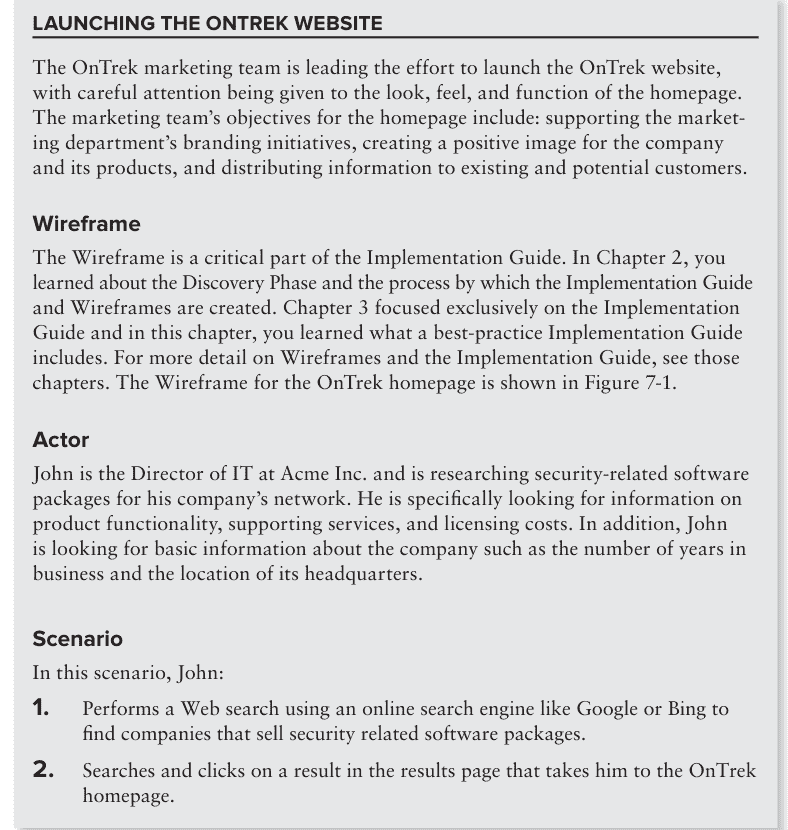 LAUNCHING THE ONTREK WEBSITE
The OnTrek marketing team is leading the effort to launch the OnTrek website,
with careful attention being given to the look, feel, and function of the homepage.
The marketing team’s objectives for the homepage include: supporting the market-
ing department’s branding initiatives, creating a positive image for the company
and its products, and distributing information to existing and potential customers.
Wireframe
The Wireframe is a critical part of the Implementation Guide. In Chapter 2, you
learned about the Discovery Phase and the process by which the Implementation Guide
and Wireframes are created. Chapter 3 focused exclusively on the Implementation
Guide and in this chapter, you learned what a best-practice Implementation Guide
includes. For more detail on Wireframes and the Implementation Guide, see those
chapters. The Wireframe for the OnTrek homepage is shown in Figure 7-1.
Actor
John is the Director of IT at Acme Inc. and is researching security-related software
packages for his company’s network. He is specifically looking for information on
product functionality, supporting services, and licensing costs. In addition, John
is looking for basic information about the company such as the number of years in
business and the location of its headquarters.
Scenario
In this scenario, John:
1. Performs a Web search using an online search engine like Google or Bing to
find companies that sell security related software packages.
2. Searches and clicks on a result in the results page that takes him to the OnTrek
homepage.